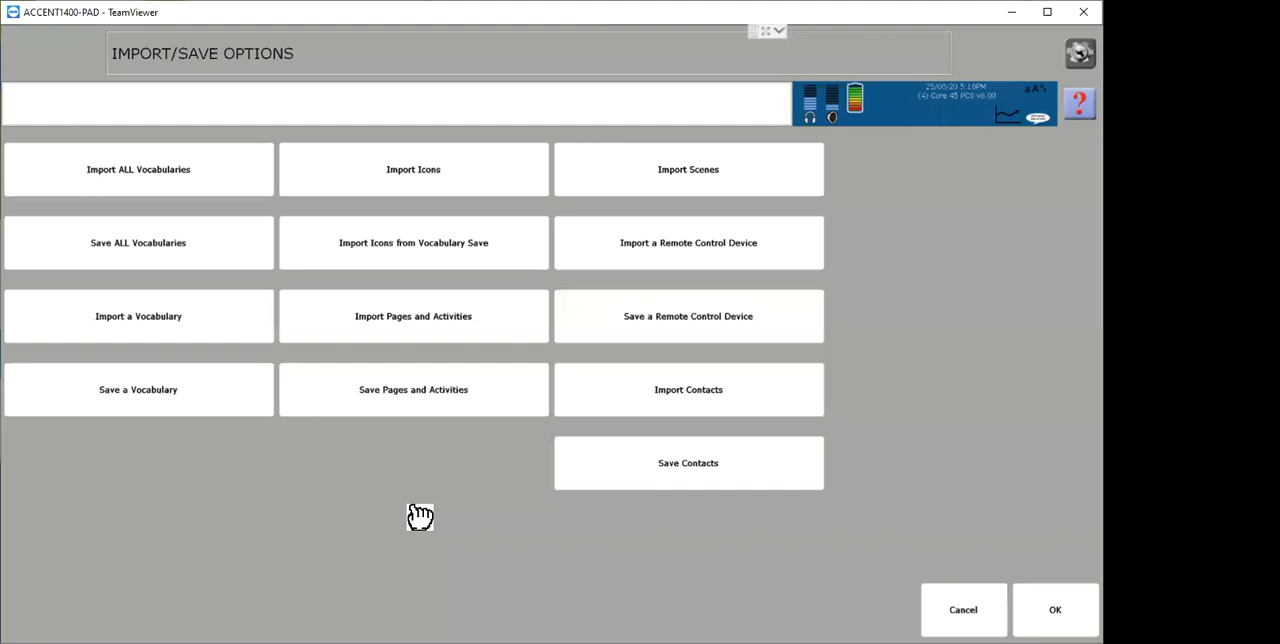 ACCENT1400-PAD - TeamViewer
IMPORT/SAVE OPTIONS
25/08/20 5:18PM aAª
(4) Core 45 PCS v8.00
?
Import ALL Vocabularies Import Icons Import Scenes
Save ALL Vocabularies Import Icons from Vocabulary Save Import a Remote Control Device
Import a Vocabulary Import Pages and Activities Save a Remote Control Device
Save a Vocabulary Save Pages and Activities Import Contacts
Save Contacts
Cancel OK